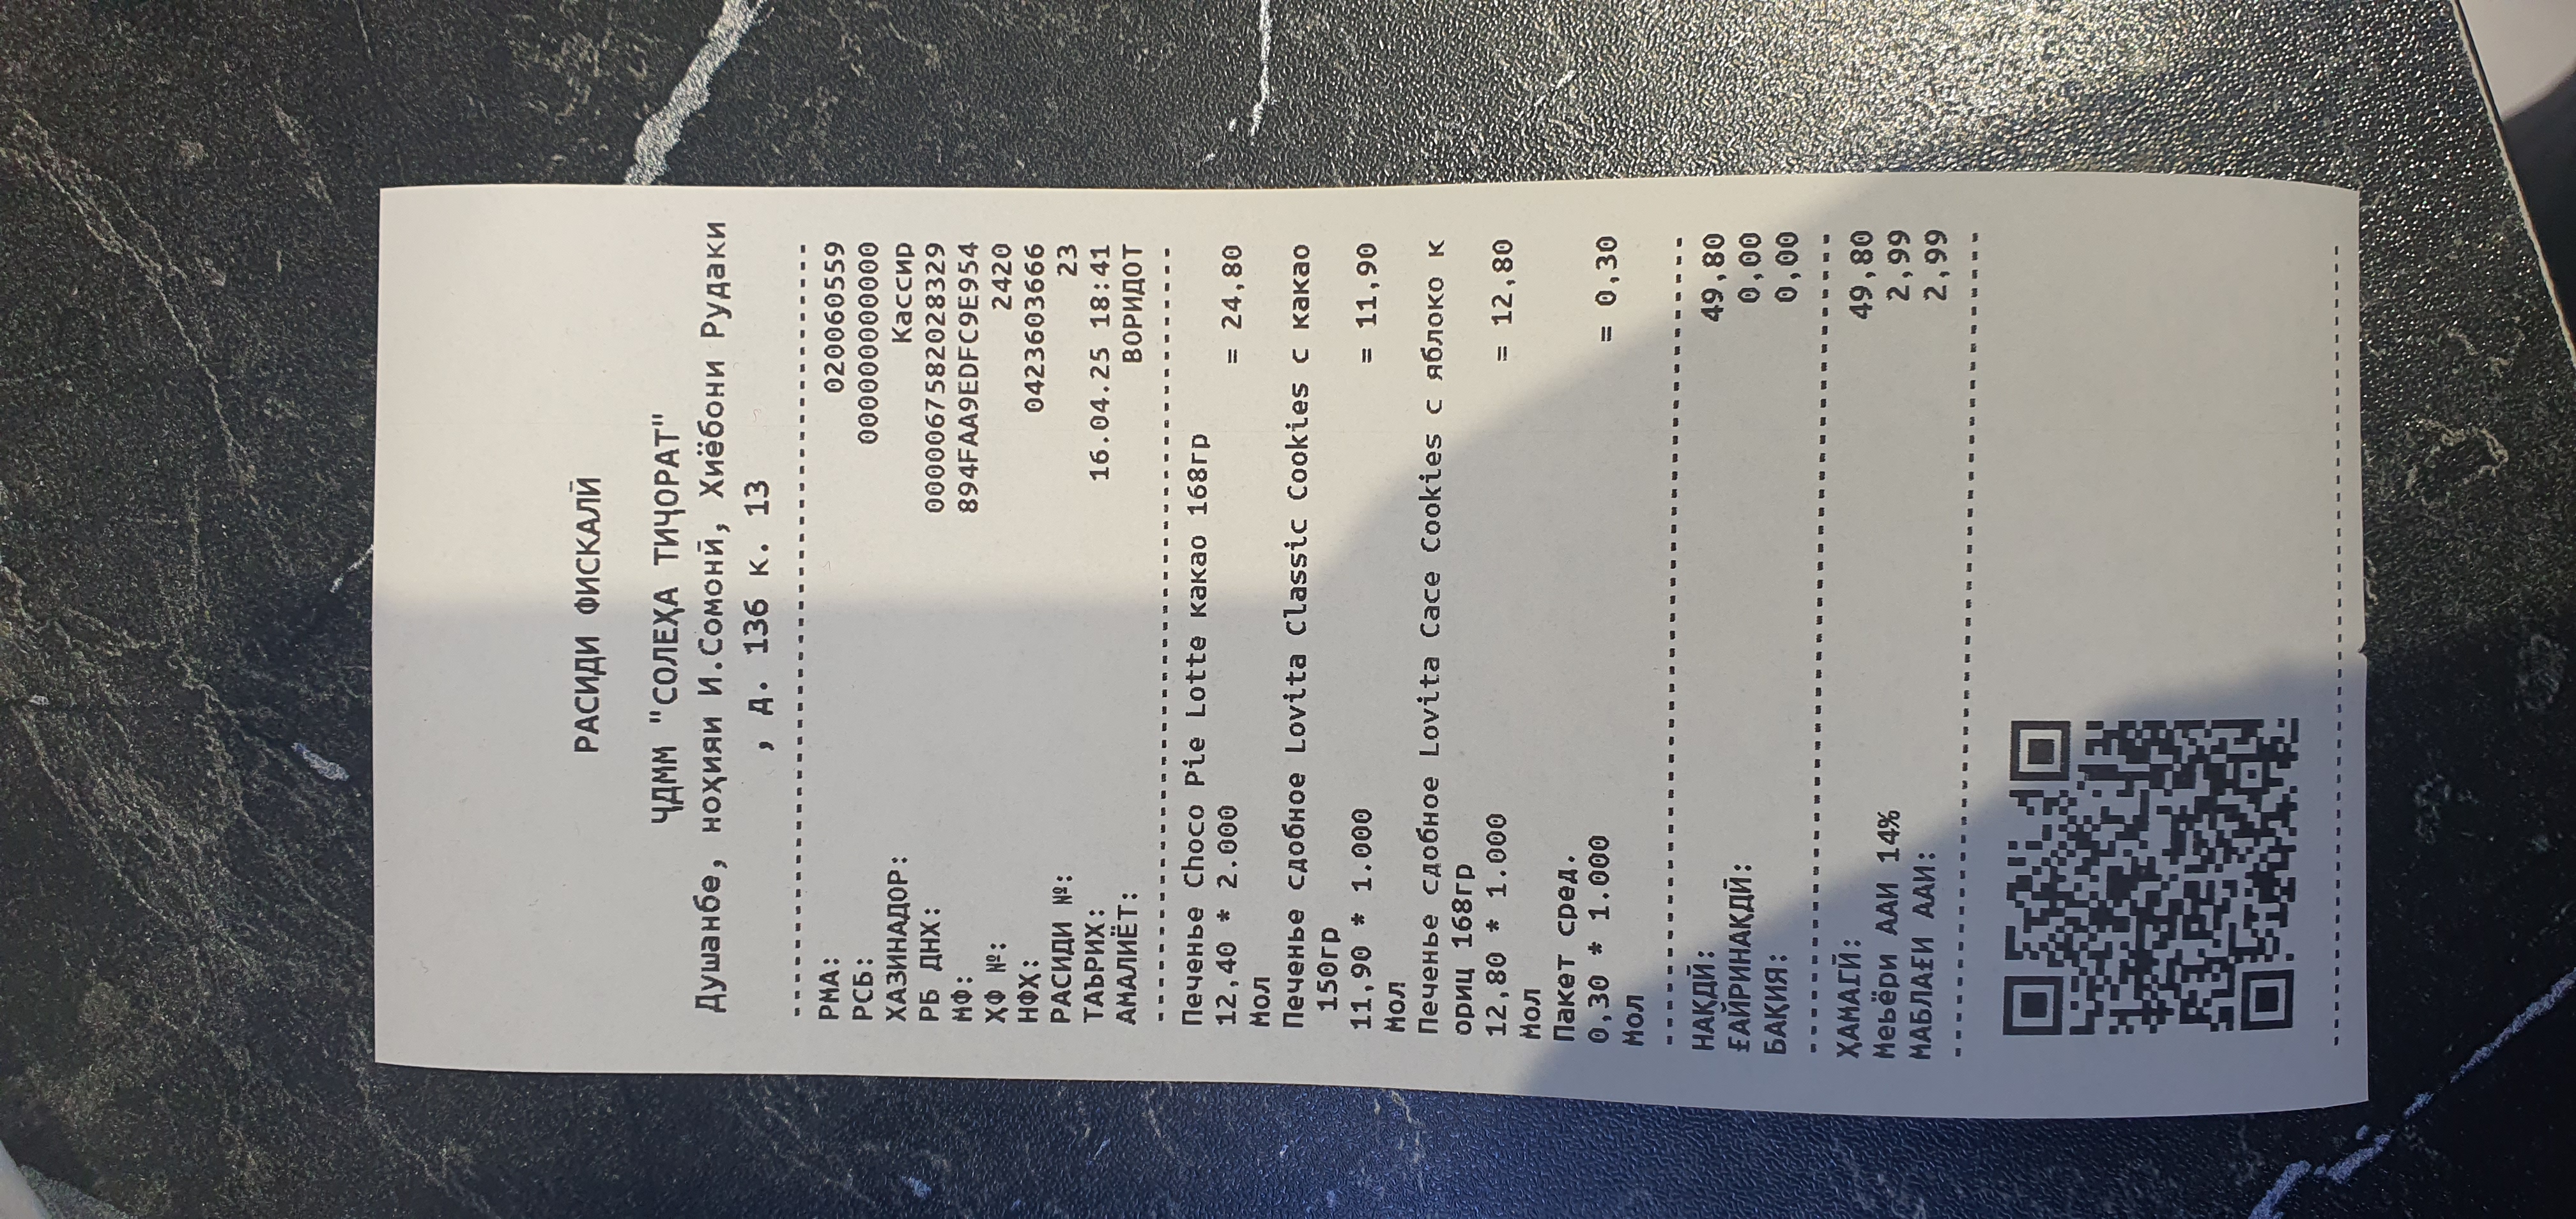 РАСИДИ ФИСКАЛӢ
ҶДММ "СОЛЕҲА ТИҶОРАТ"
Душанбе, ноҳияи И.Сомонӣ, Хиёбони Рудаки
, д. 136 к. 13
РМА: 020060559
РСБ: 000000000000
ХАЗИНАДОР: Кассир
РБ ДНХ: 0000067582028329
МФ: 894FAA9EDFC9E954
ҲФ №: 2420
НФҲ: 0423603666
РАСИДИ №: 23
ТАЪРИХ: 16.04.25 18:41
АМАЛИЁТ: ВОРИДОТ
Печенье Choco Pie Lotte какао 168гр
12,40 * 2.000 = 24,80
Мол
Печенье сдобное Lovita Classic Cookies с какао
150гр
11,90 * 1.000 = 11,90
Мол
Печенье сдобное Lovita Cace Cookies с яблоко к
ориц 168гр
12,80 * 1.000 = 12,80
Мол
Пакет сред.
0,30 * 1.000 = 0,30
Мол
НАҚДӢ: 49,80
ҒАЙРИНАҚДӢ: 0,00
БАҚИЯ: 0,00
ҲАМАГӢ: 49,80
Меьёри ААИ 14% 2,99
МАБЛАҒИ ААИ: 2,99